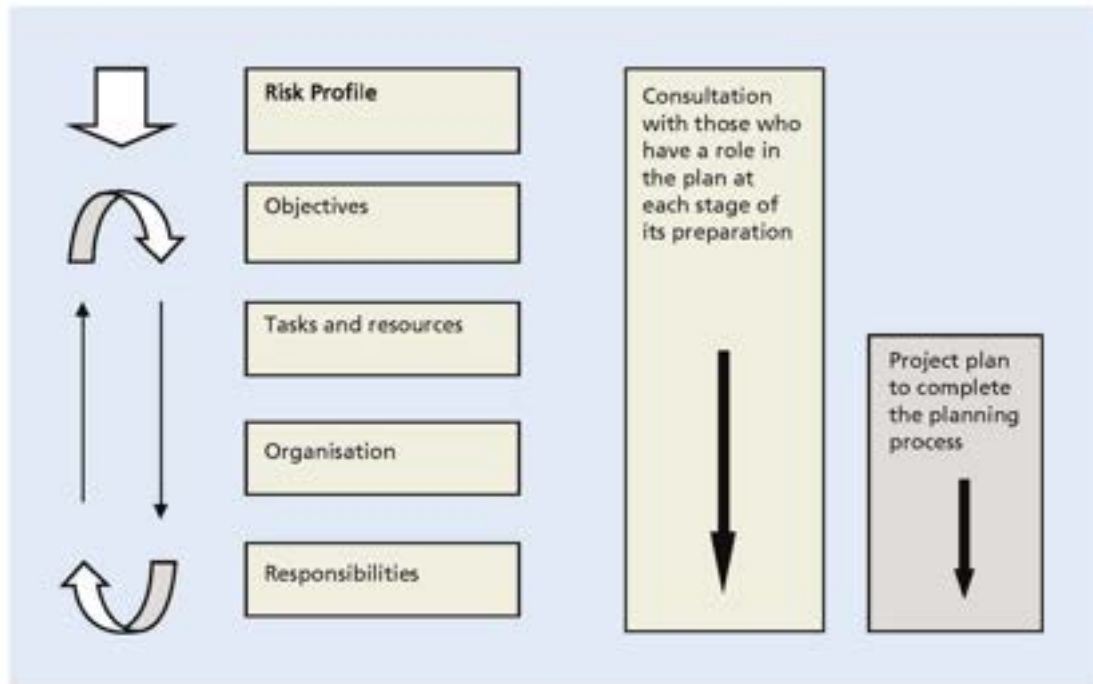 Risk Profile
Objectives
Tasks and resources
Organisation
Responsibilities
Consultation
with those who
have a role in
the plan at
each stage of
its preparation
Project plan
to complete
the planning
process